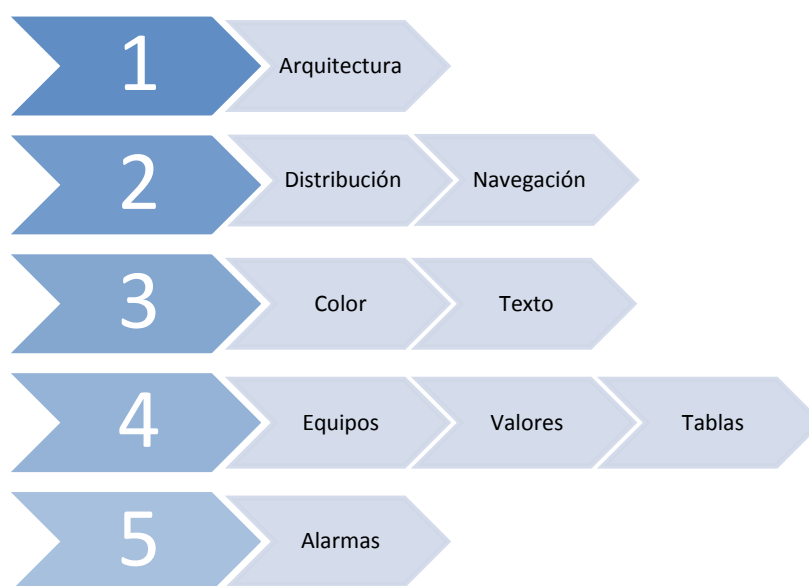 1 Arquitectura
2 Distribución Navegación
3 Color Texto
4 Equipos Valores Tablas
5 Alarmas